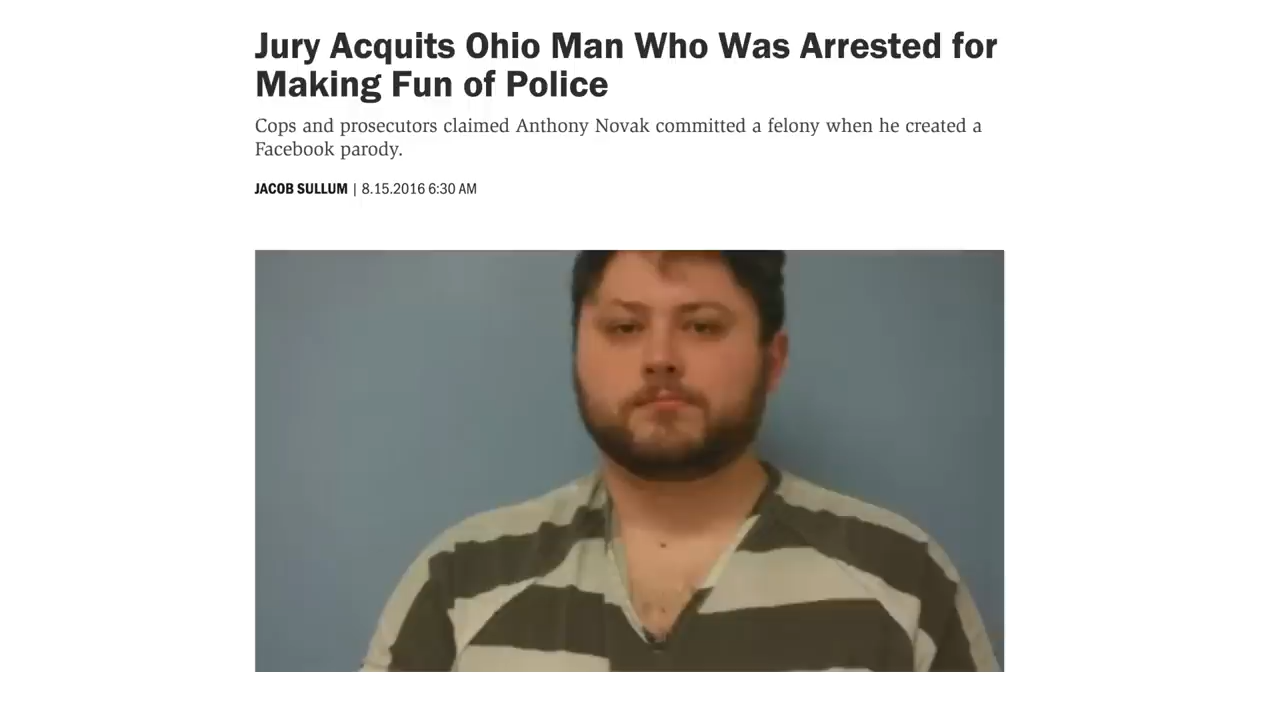 Jury Acquits Ohio Man Who Was Arrested for
Making Fun of Police
Cops and prosecutors claimed Anthony Novak committed a felony when he created a
Facebook parody.
JACOB SULLUM | 8.15.2016 6:30 AM